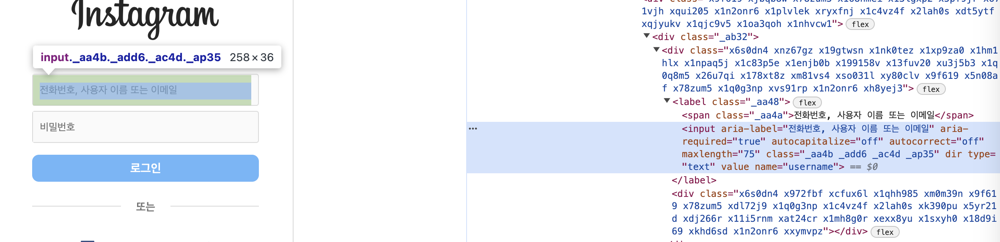 Instagram
input._aa4b._add6._ac4d._ap35 258 × 36
전화번호, 사용자 이름 또는 이메일
비밀번호
로그인
또는
1vjh xqui205 x1n2onr6 x1plvlek xryxfnj x1c4vz4f x2lah0s xdt5ytf
xqjyukv x1qjc9v5 x1oa3qoh x1nhvcw1"> flex
<div class="_ab32">
<div class="x6s0dn4 xnz67gz x19gtwsn x1nk0tez x1xp9za0 x1hm1
hlx x1npaq5j x1c83p5e x1enjb0b x199158v x13fuv20 xu3j5b3 x1q
0q8m5 x26u7qi x178xt8z xm81vs4 xso031l xy80clv x9f619 x5n08a
f x78zum5 x1q0g3np xvs91rp x1n2onr6 xh8yej3"> flex
<label class="_aa48"> flex
<span class="_aa4a">전화번호, 사용자 이름 또는 이메일</span>
… <input aria-label="전화번호, 사용자 이름 또는 이메일" aria-
required="true" autocapitalize="off" autocorrect="off"
maxlength="75" class="_aa4b _add6 _ac4d _ap35" dir type=
"text" value name="username"> == $0
</label>
<div class="x6s0dn4 x972fbf xcfux6l x1qhh985 xm0m39n x9f61
9 x78zum5 xdl72j9 x1q0g3np x1c4vz4f x2lah0s xk390pu x5yr21
d xdj266r x11i5rnm xat24cr x1mh8g0r xexx8yu x1sxyh0 x18d9i
69 xkhd6sd x1n2onr6 xxymvpz"></div> flex